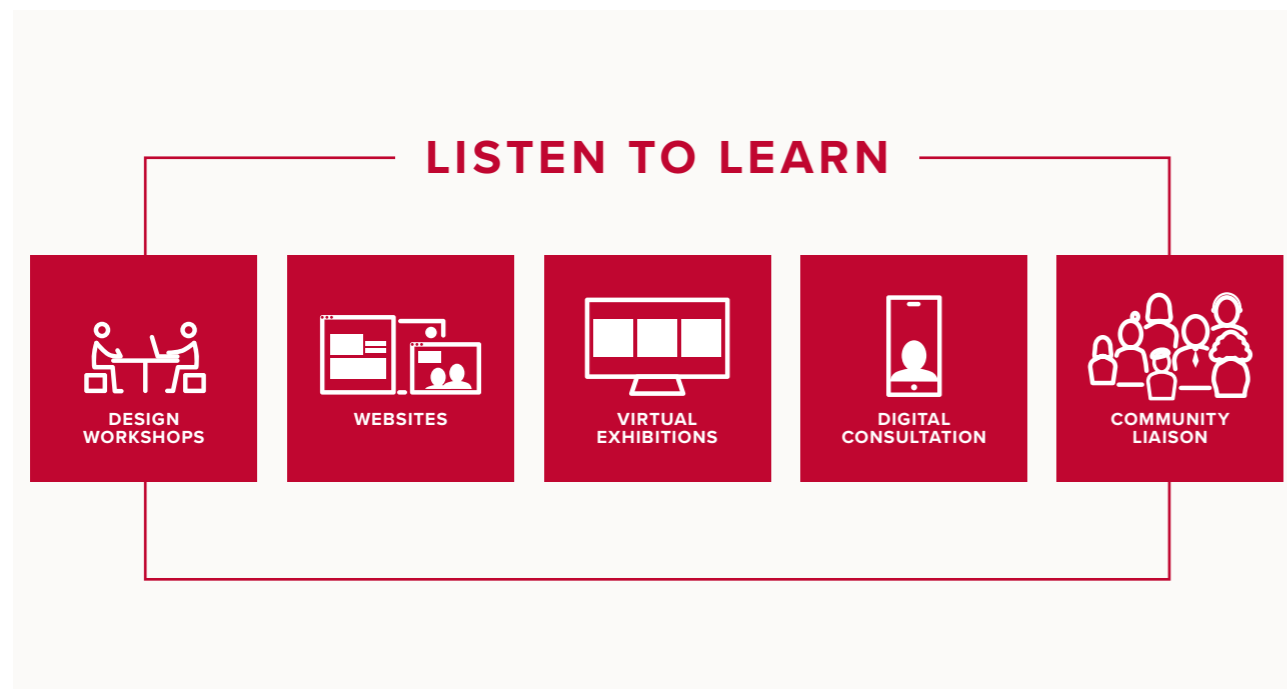 LISTEN TO LEARN
DESIGN
WORKSHOPS
WEBSITES
VIRTUAL
EXHIBITIONS
DIGITAL
CONSULTATION
COMMUNITY
LIAISON